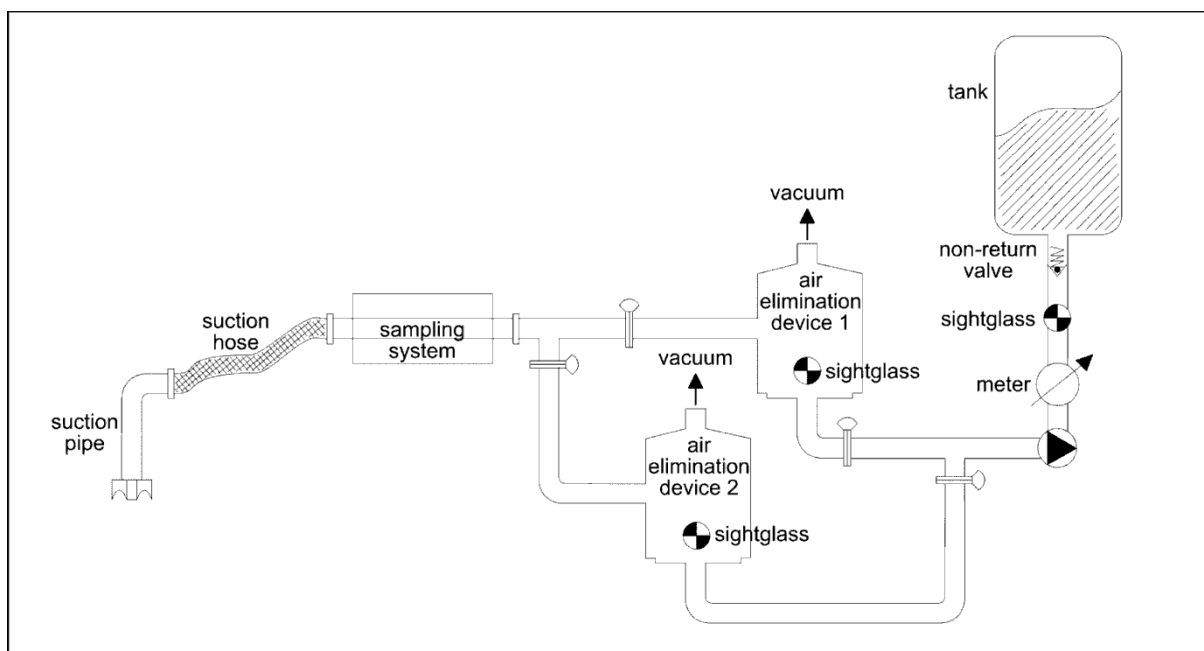 tank
vacuum
non-return
valve
air
elimination
device 1
suction
hose
sampling
system
sightglass
vacuum
sightglass
meter
suction
pipe
air
elimination
device 2
sightglass